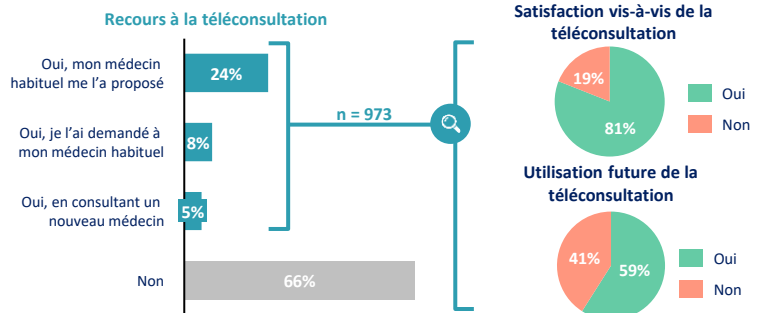 Recours à la téléconsultation
Oui, mon médecin
habituel me l'a proposé
24%
Oui, je l'ai demandé à
mon médecin habituel
8%
Oui, en consultant un
nouveau médecin
5%
Non
66%
n = 973
Satisfaction vis-à-vis de la
téléconsultation
19%
81%
Oui
Non
Utilisation future de la
téléconsultation
41%
59%
Oui
Non